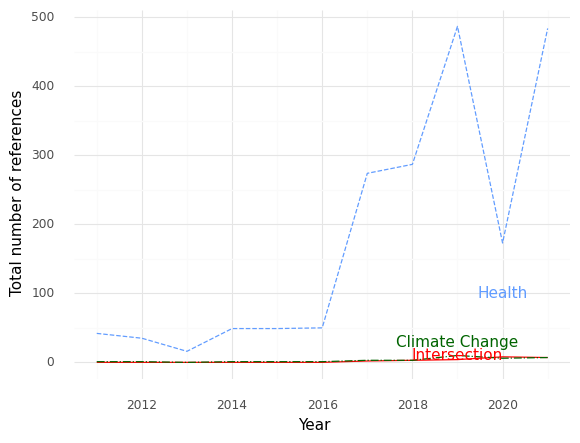 500
400
300
200
100
0
Total number of references
Health
Climate Change
Intersection
2012 2014 2016 2018 2020
Year